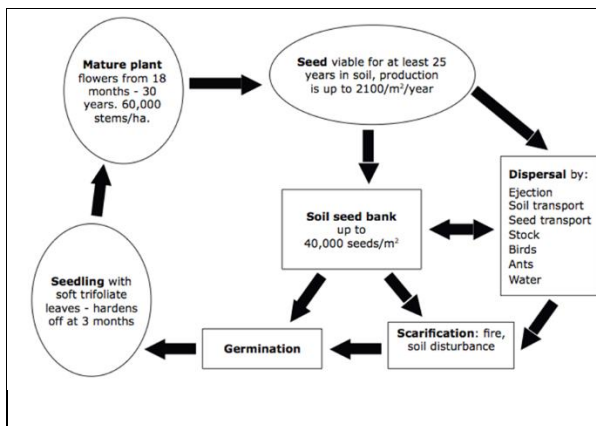 Mature plant
flowers from 18
months - 30
years. 60,000
stems/ha.
Seed viable for at least 25
years in soil, production
is up to 2100/m²/year
Dispersal by:
Ejection
Soil transport
Seed transport
Stock
Birds
Ants
Water
Soil seed bank
up to
40,000 seeds/m²
Seedling with
soft trifoliate
leaves - hardens
off at 3 months
Germination
Scarification: fire,
soil disturbance